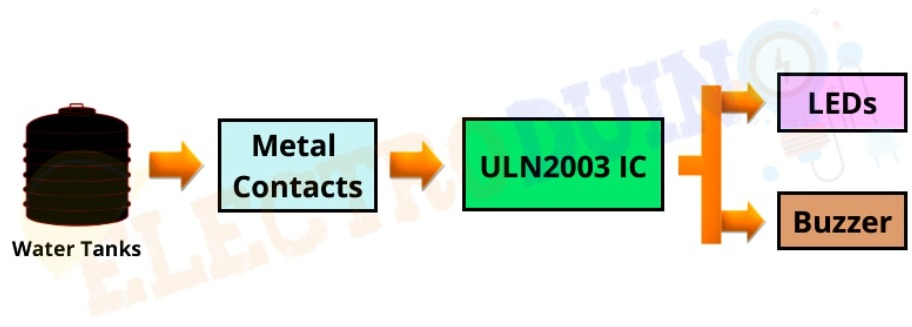 Water Tanks
Metal
Contacts
ULN2003 IC
LEDs
Buzzer
ELECTRODUINO